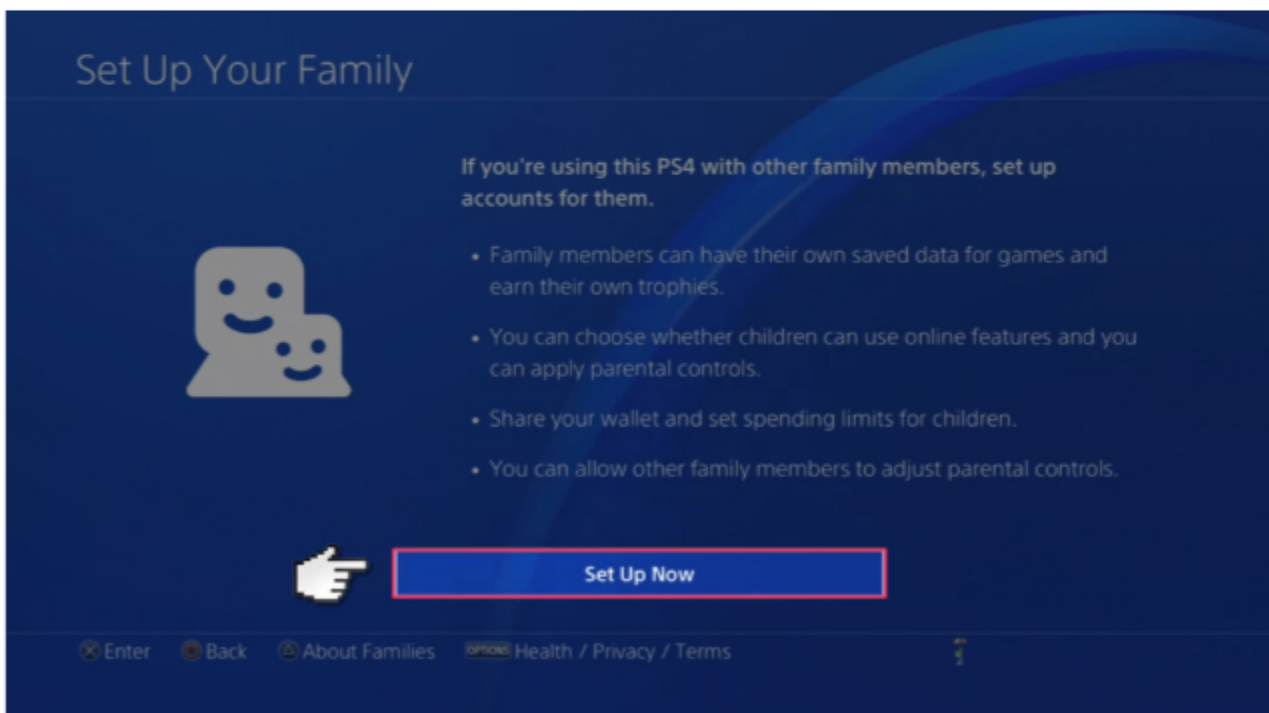 Set Up Your Family
If you're using this PS4 with other family members, set up
accounts for them.
• Family members can have their own saved data for games and
earn their own trophies.
• You can choose whether children can use online features and you
can apply parental controls.
• Share your wallet and set spending limits for children.
• You can allow other family members to adjust parental controls.
Set Up Now
Enter Back About Families OPTIONS Health / Privacy / Terms